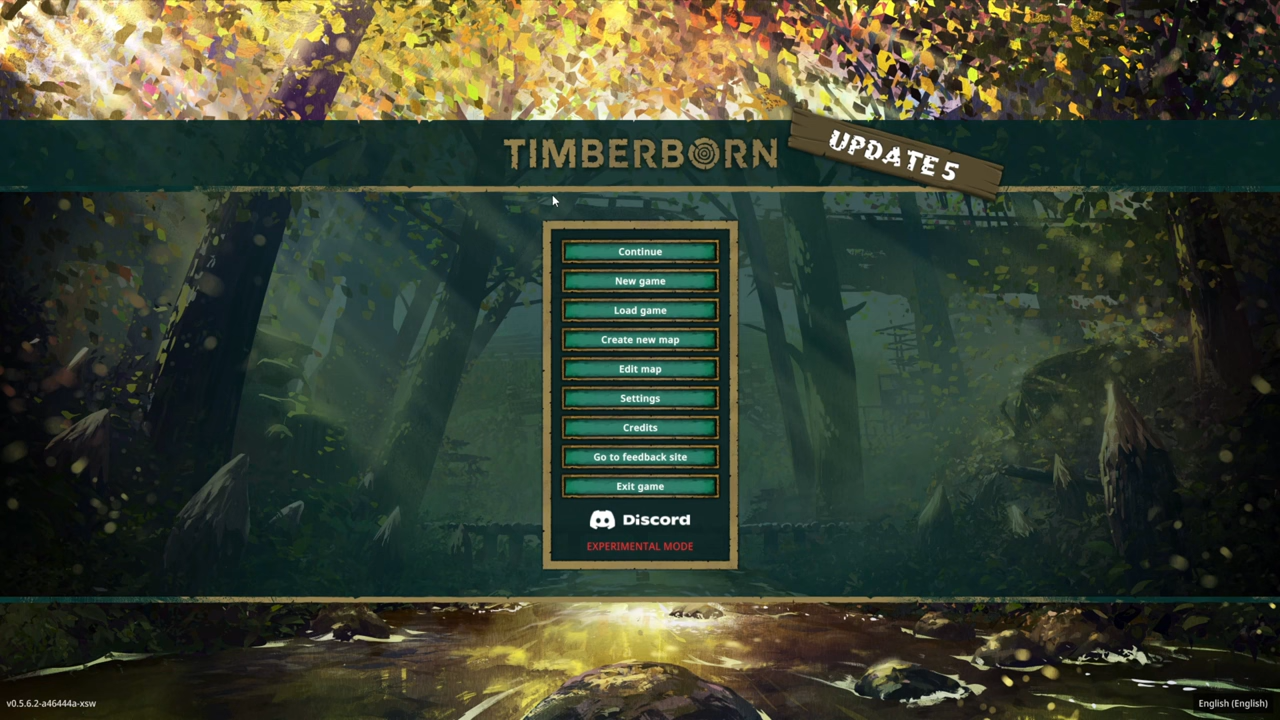 TIMBERBORN
UPDATE 5
Continue
New game
Load game
Create new map
Edit map
Settings
Credits
Go to feedback site
Exit game
Discord
EXPERIMENTAL MODE
v0.5.6.2-a46444a-xsw
English (English)